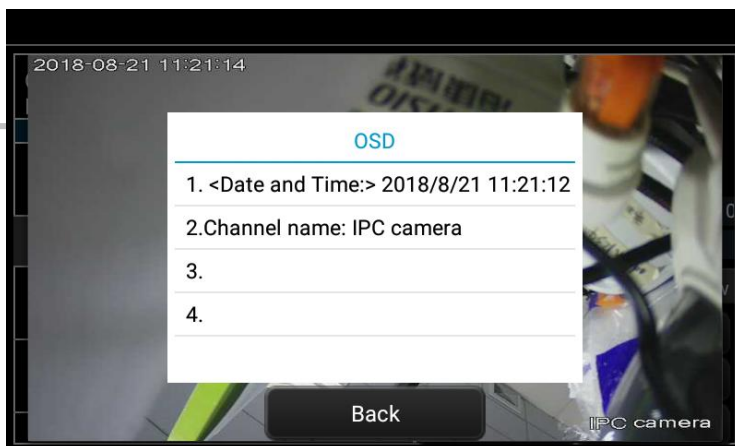 2018-08-21 11:21:14
OSD
1. <Date and Time:> 2018/8/21 11:21:12
2.Channel name: IPC camera
3.
4.
Back
IPC camera